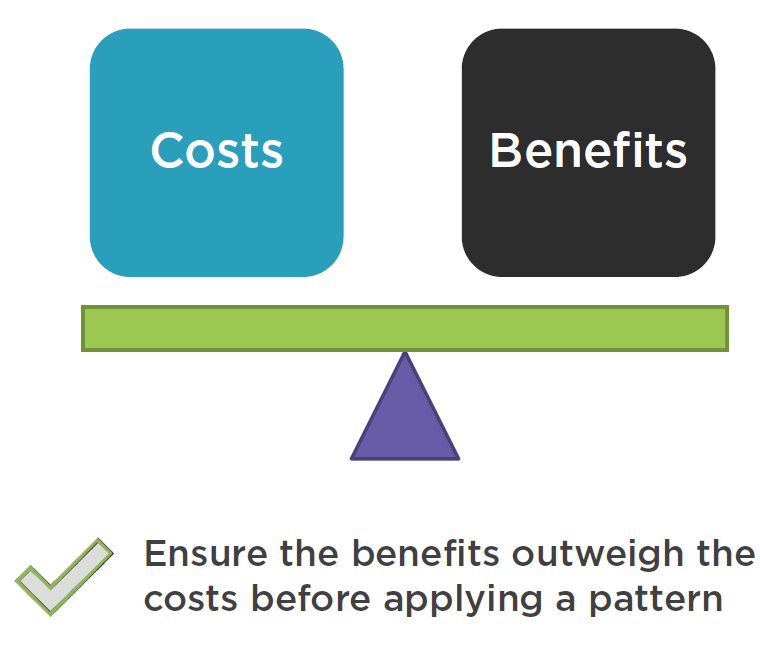 Costs
Benefits
Ensure the benefits outweigh the
costs before applying a pattern